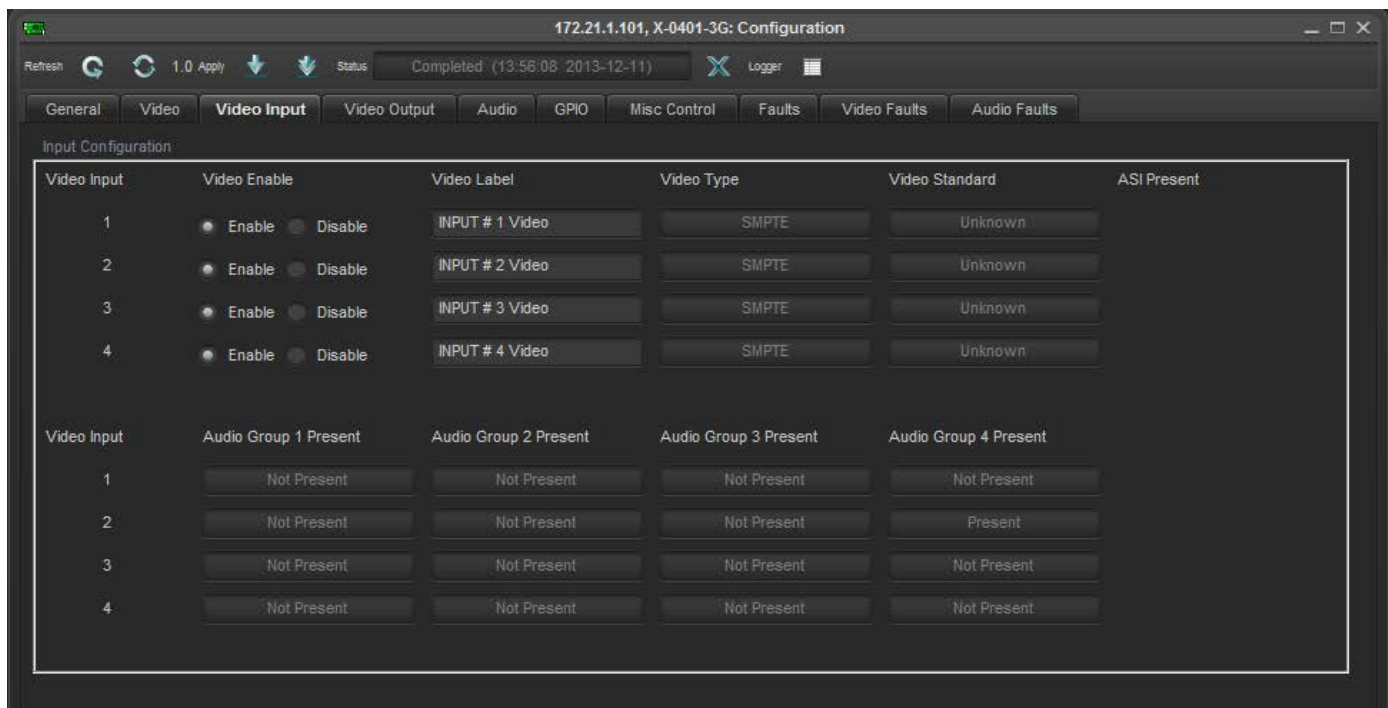 172.21.1.101, X-0401-3G: Configuration
Refresh 1.0 Apply Status Completed (13:56:08 2013-12-11) Logger
General Video Video Input Video Output Audio GPIO Misc Control Faults Video Faults Audio Faults
Input Configuration
Video Input Video Enable Video Label Video Type Video Standard ASI Present
1 Enable Disable INPUT # 1 Video SMPTE Unknown
2 Enable Disable INPUT # 2 Video SMPTE Unknown
3 Enable Disable INPUT # 3 Video SMPTE Unknown
4 Enable Disable INPUT # 4 Video SMPTE Unknown
Video Input Audio Group 1 Present Audio Group 2 Present Audio Group 3 Present Audio Group 4 Present
1 Not Present Not Present Not Present Not Present
2 Not Present Not Present Not Present Present
3 Not Present Not Present Not Present Not Present
4 Not Present Not Present Not Present Not Present